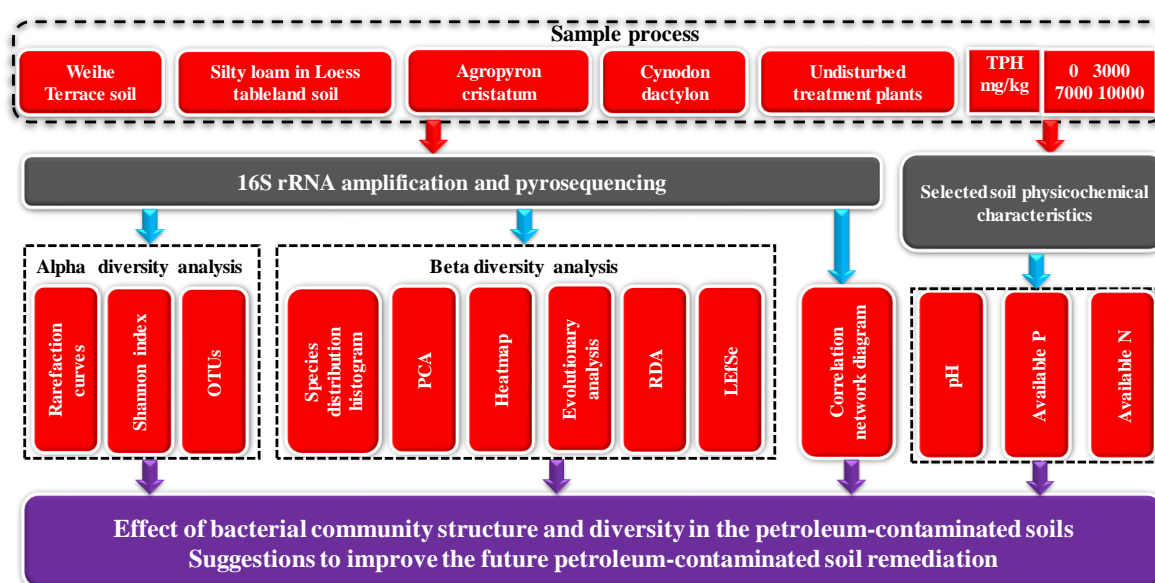 Sample process
Weihe
Terrace soil
Silty loam in Loess
tableland soil
Agropyron
cristatum
Cynodon
dactylon
Undisturbed
treatment plants
TPH
mg/kg
0 3000
7000 10000
16S rRNA amplification and pyrosequencing
Selected soil physicochemical
characteristics
Alpha diversity analysis
Rarefaction
curves
Shannon index
OTUs
Beta diversity analysis
Species
distribution
histogram
PCA
Heatmap
Evolutionary
analysis
RDA
LEfSe
Correlation
network diagram
pH
Available P
Available N
Effect of bacterial community structure and diversity in the petroleum-contaminated soils
Suggestions to improve the future petroleum-contaminated soil remediation